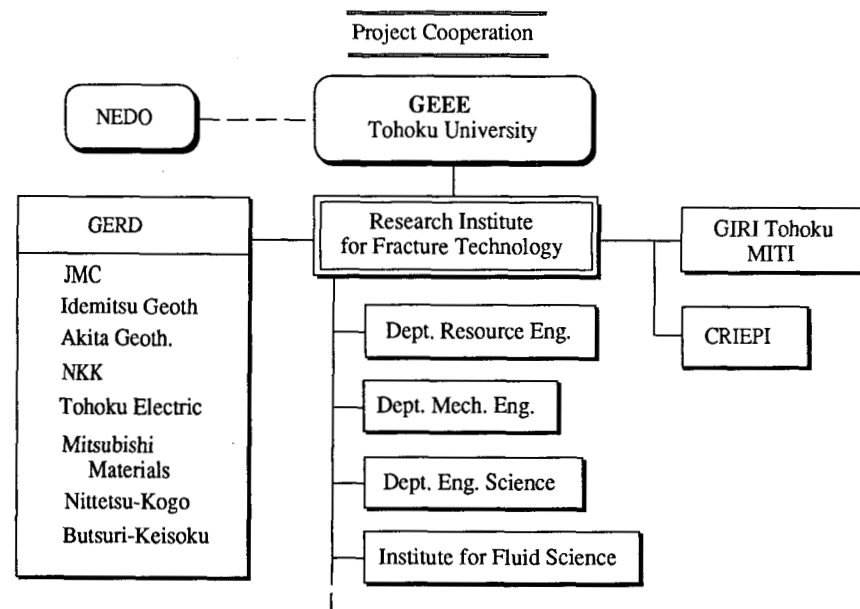 Project Cooperation
NEDO
GEEE
Tohoku University
GERD
JMC
Idemitsu Geoth
Akita Geoth.
NKK
Tohoku Electric
Mitsubishi
Materials
Nittetsu-Kogo
Butsuri-Keisoku
Research Institute
for Fracture Technology
GIRI Tohoku
MITI
CRIEPI
Dept. Resource Eng.
Dept. Mech. Eng.
Dept. Eng. Science
Institute for Fluid Science